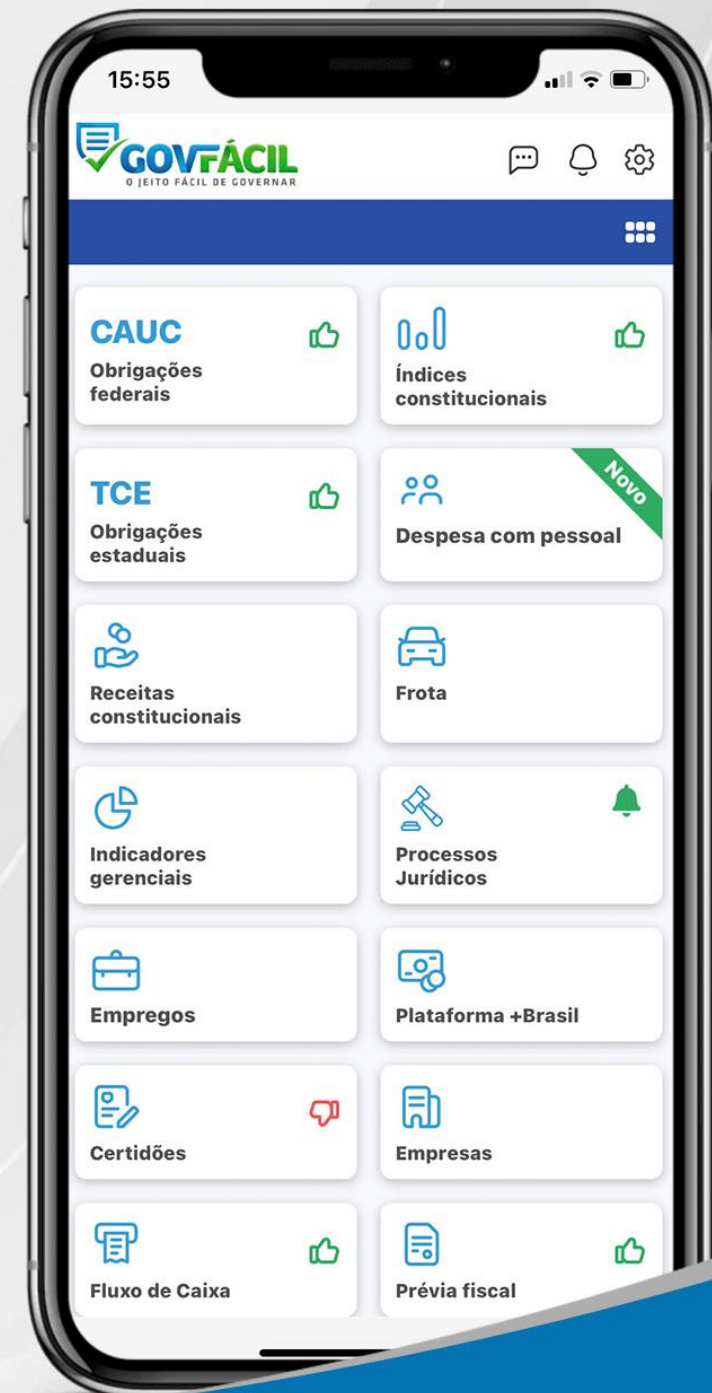 15:55
GOVFÁCIL
O JEITO FÁCIL DE GOVERNAR
CAUC
Obrigações
federais
Índices
constitucionais
TCE
Obrigações
estaduais
Novo
Despesa com pessoal
Receitas
constitucionais
Frota
Indicadores
gerenciais
Processos
Jurídicos
Empregos
Plataforma +Brasil
Certidões
Empresas
Fluxo de Caixa
Prévia fiscal